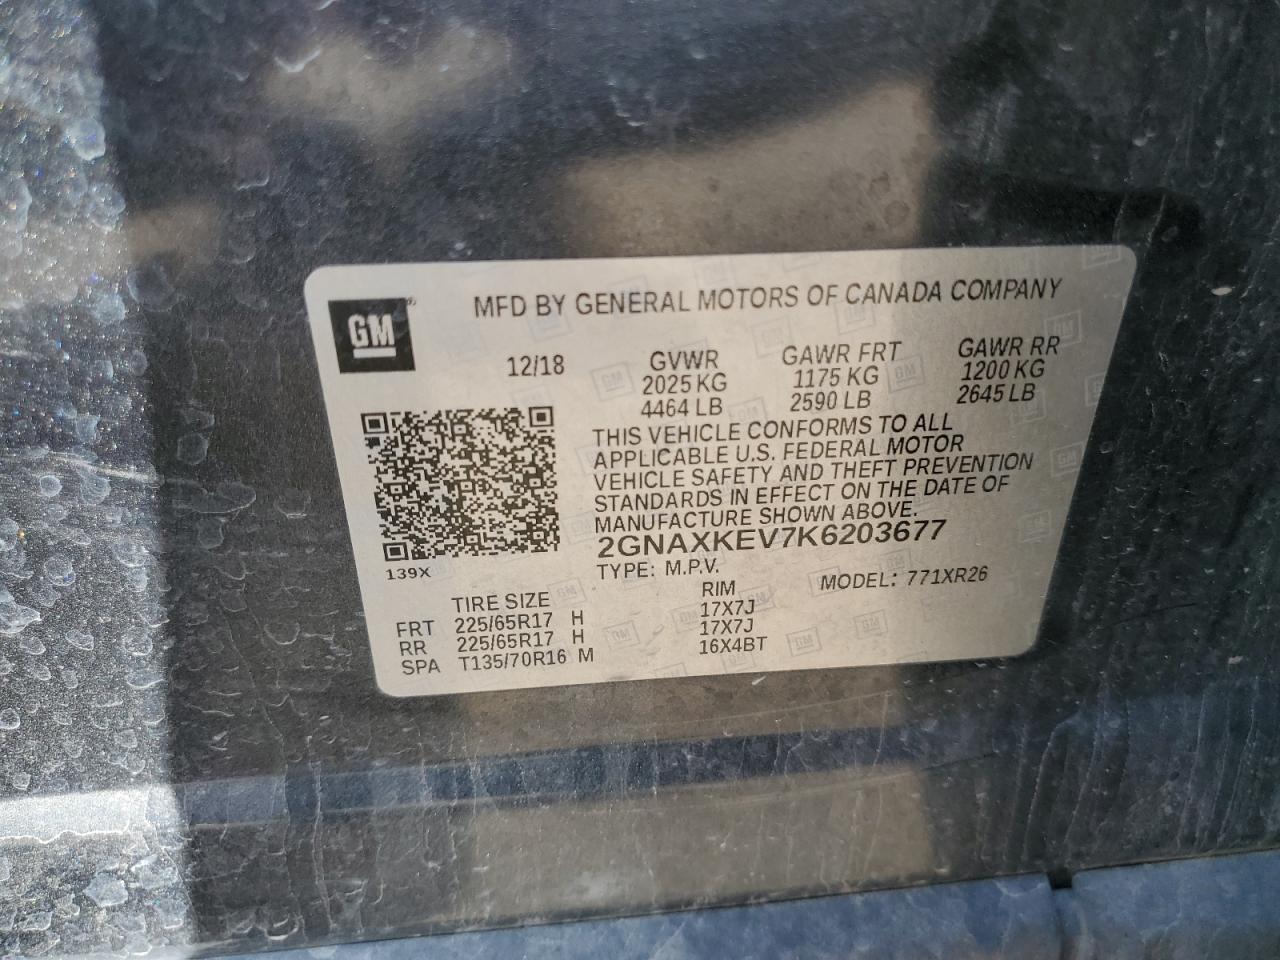 GM
MFD BY GENERAL MOTORS OF CANADA COMPANY
12/18 GVWR GAWR FRT GAWR RR
2025 KG 1175 KG 1200 KG
4464 LB 2590 LB 2645 LB
THIS VEHICLE CONFORMS TO ALL
APPLICABLE U.S. FEDERAL MOTOR
VEHICLE SAFETY AND THEFT PREVENTION
STANDARDS IN EFFECT ON THE DATE OF
MANUFACTURE SHOWN ABOVE.
2GNAXKEV7K6203677
139X
TYPE: M.P.V. MODEL: 771XR26
TIRE SIZE RIM
FRT 225/65R17 H 17X7J
RR 225/65R17 H 17X7J
SPA T135/70R16 M 16X4BT